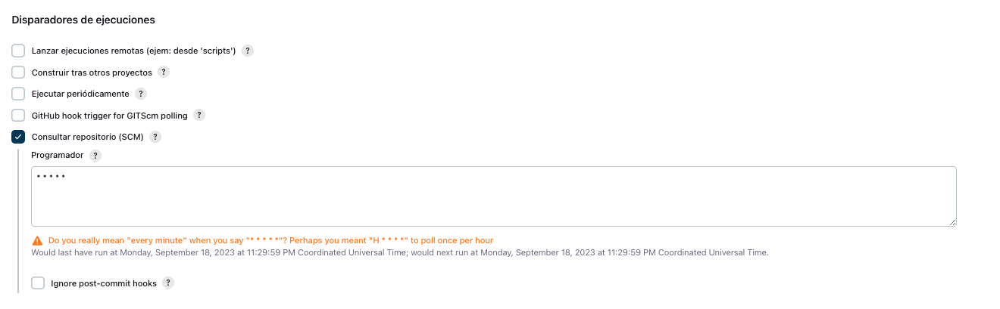 Disparadores de ejecuciones
Lanzar ejecuciones remotas (ejem: desde 'scripts') ?
Construir tras otros proyectos ?
Ejecutar periódicamente ?
GitHub hook trigger for GITScm polling ?
Consultar repositorio (SCM) ?
Programador ?
* * * * *
Do you really mean "every minute" when you say "* * * * *"? Perhaps you meant "H * * * *" to poll once per hour
Would last have run at Monday, September 18, 2023 at 11:29:59 PM Coordinated Universal Time; would next run at Monday, September 18, 2023 at 11:29:59 PM Coordinated Universal Time.
Ignore post-commit hooks ?